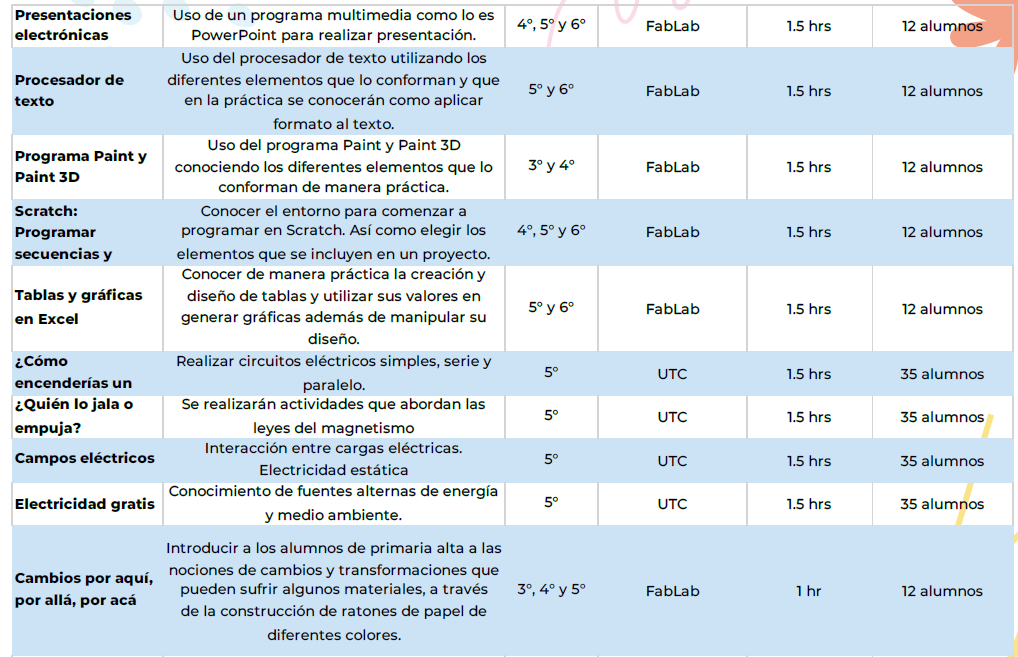 Presentaciones electrónicas
Uso de un programa multimedia como lo es
PowerPoint para realizar presentación.
4°, 5° y 6°
FabLab
1.5 hrs
12 alumnos
Procesador de
texto
Uso del procesador de texto utilizando los
diferentes elementos que lo conforman y que
en la práctica se conocerán como aplicar
formato al texto.
5° y 6°
FabLab
1.5 hrs
12 alumnos
Programa Paint y
Paint 3D
Uso del programa Paint y Paint 3D
conociendo los diferentes elementos que lo
conforman de manera práctica.
3° y 4°
FabLab
1.5 hrs
12 alumnos
Scratch:
Programar
secuencias y
Conocer el entorno para comenzar a
programar en Scratch. Así como elegir los
elementos que se incluyen en un proyecto.
4°, 5° y 6°
FabLab
1.5 hrs
12 alumnos
Tablas y gráficas
en Excel
Conocer de manera práctica la creación y
diseño de tablas y utilizar sus valores en
generar gráficas además de manipular su
diseño.
5° y 6°
FabLab
1.5 hrs
12 alumnos
¿Cómo
encenderías un
Realizar circuitos eléctricos simples, serie y
paralelo.
5°
UTC
1.5 hrs
35 alumnos
¿Quién lo jala o
empuja?
Se realizarán actividades que abordan las
leyes del magnetismo
5°
UTC
1.5 hrs
35 alumnos
Campos eléctricos
Interacción entre cargas eléctricas.
Electricidad estática
5°
UTC
1.5 hrs
35 alumnos
Electricidad gratis
Conocimiento de fuentes alternas de energía
y medio ambiente.
5°
UTC
1.5 hrs
35 alumnos
Cambios por aquí,
por allá, por acá
Introducir a los alumnos de primaria alta a las
nociones de cambios y transformaciones que
pueden sufrir algunos materiales, a través
de la construcción de ratones de papel de
diferentes colores.
3°, 4° y 5°
FabLab
1 hr
12 alumnos